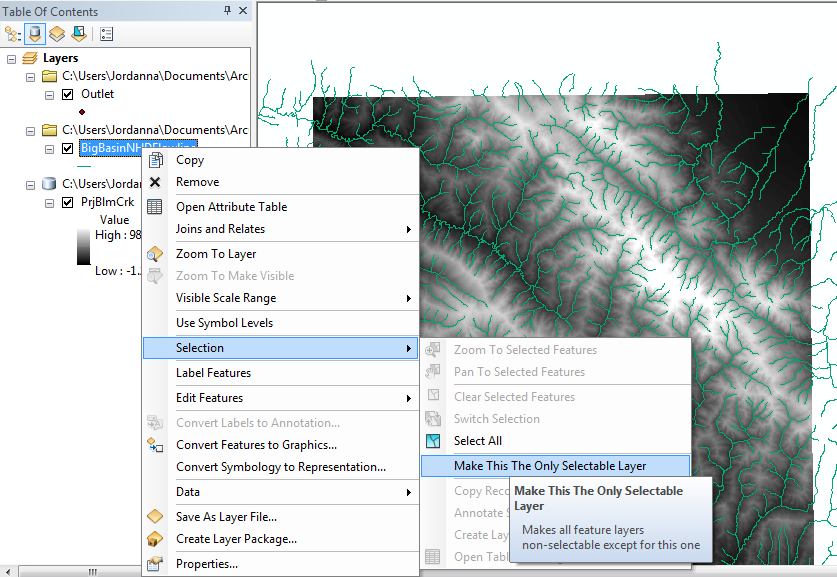 Table Of Contents
Layers
C:\Users\Jordanna\Documents\Arc
Outlet
C:\Users\Jordanna\Documents\Arc
BigBasinNHDFlowline
C:\Users\Jordan
PrjBlmCrk
Value
High : 98
Low : -1.
Copy
Remove
Open Attribute Table
Joins and Relates
Zoom To Layer
Zoom To Make Visible
Visible Scale Range
Use Symbol Levels
Selection
Label Features
Edit Features
Convert Labels to Annotation...
Convert Features to Graphics...
Convert Symbology to Representation...
Data
Save As Layer File...
Create Layer Package...
Properties...
Zoom To Selected Features
Pan To Selected Features
Clear Selected Features
Switch Selection
Select All
Make This The Only Selectable Layer
Copy Reco
Annotate S
Create Laye
Open Tabl
Make This The Only Selectable
Layer
Makes all feature layers
non-selectable except for this one